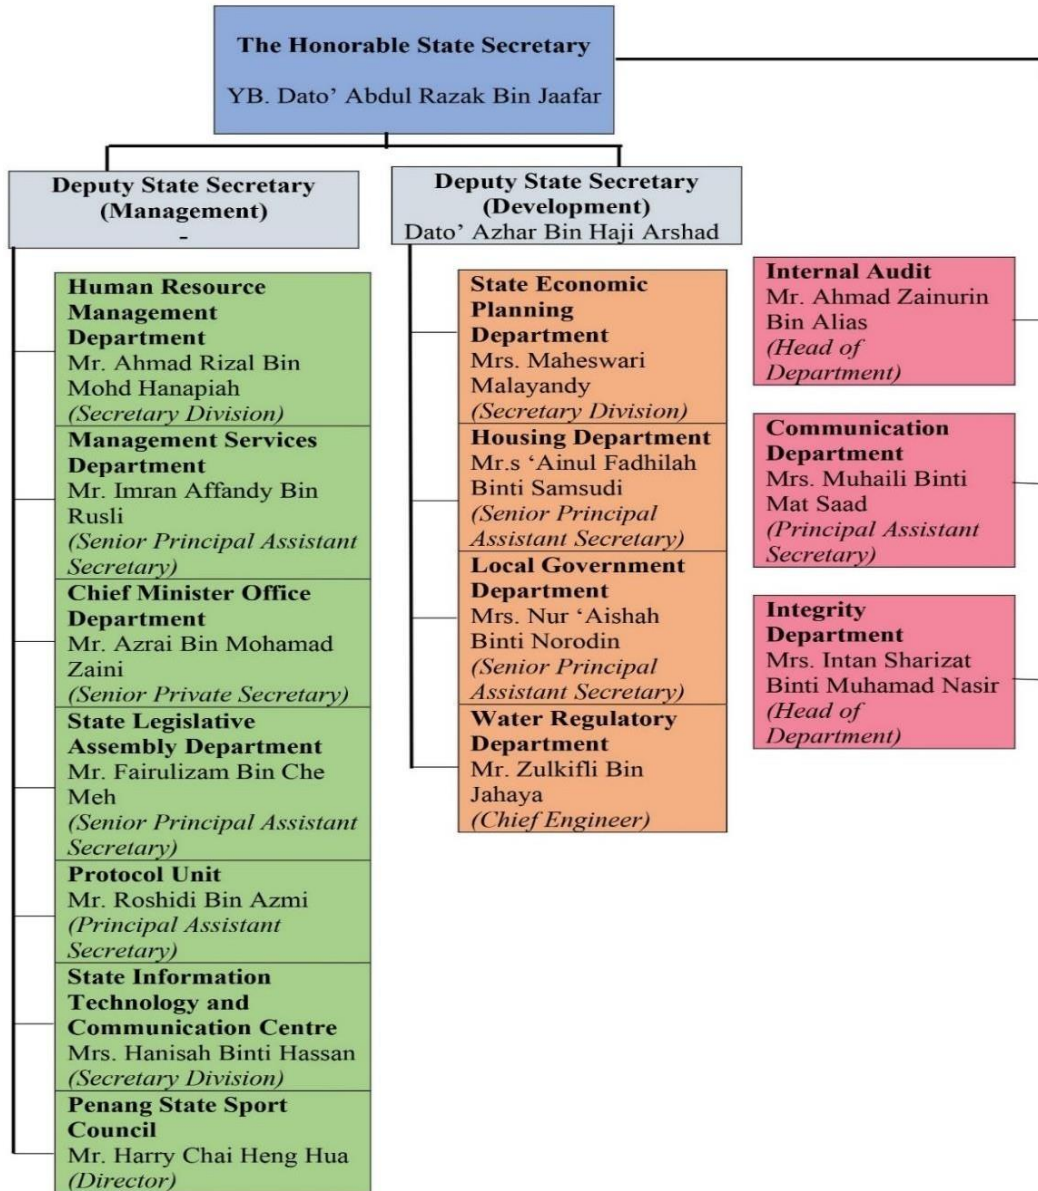 The Honorable State Secretary
YB. Dato’ Abdul Razak Bin Jaafar
Deputy State Secretary
(Management)
-
Human Resource
Management
Department
Mr. Ahmad Rizal Bin
Mohd Hanapiah
(Secretary Division)
Management Services
Department
Mr. Imran Affandy Bin
Rusli
(Senior Principal Assistant
Secretary)
Chief Minister Office
Department
Mr. Azrai Bin Mohamad
Zaini
(Senior Private Secretary)
State Legislative
Assembly Department
Mr. Fairulizam Bin Che
Meh
(Senior Principal Assistant
Secretary)
Protocol Unit
Mr. Roshidi Bin Azmi
(Principal Assistant
Secretary)
State Information
Technology and
Communication Centre
Mrs. Hanisah Binti Hassan
(Secretary Division)
Penang State Sport
Council
Mr. Harry Chai Heng Hua
(Director)
Deputy State Secretary
(Development)
Dato’ Azhar Bin Haji Arshad
State Economic
Planning
Department
Mrs. Maheswari
Malayandy
(Secretary Division)
Housing Department
Mr.s ‘Ainul Fadhilah
Binti Samsudi
(Senior Principal
Assistant Secretary)
Local Government
Department
Mrs. Nur ‘Aishah
Binti Norodin
(Senior Principal
Assistant Secretary)
Water Regulatory
Department
Mr. Zulkifli Bin
Jahaya
(Chief Engineer)
Internal Audit
Mr. Ahmad Zainurin
Bin Alias
(Head of
Department)
Communication
Department
Mrs. Muhaili Binti
Mat Saad
(Principal Assistant
Secretary)
Integrity
Department
Mrs. Intan Sharizat
Binti Muhamad Nasir
(Head of
Department)